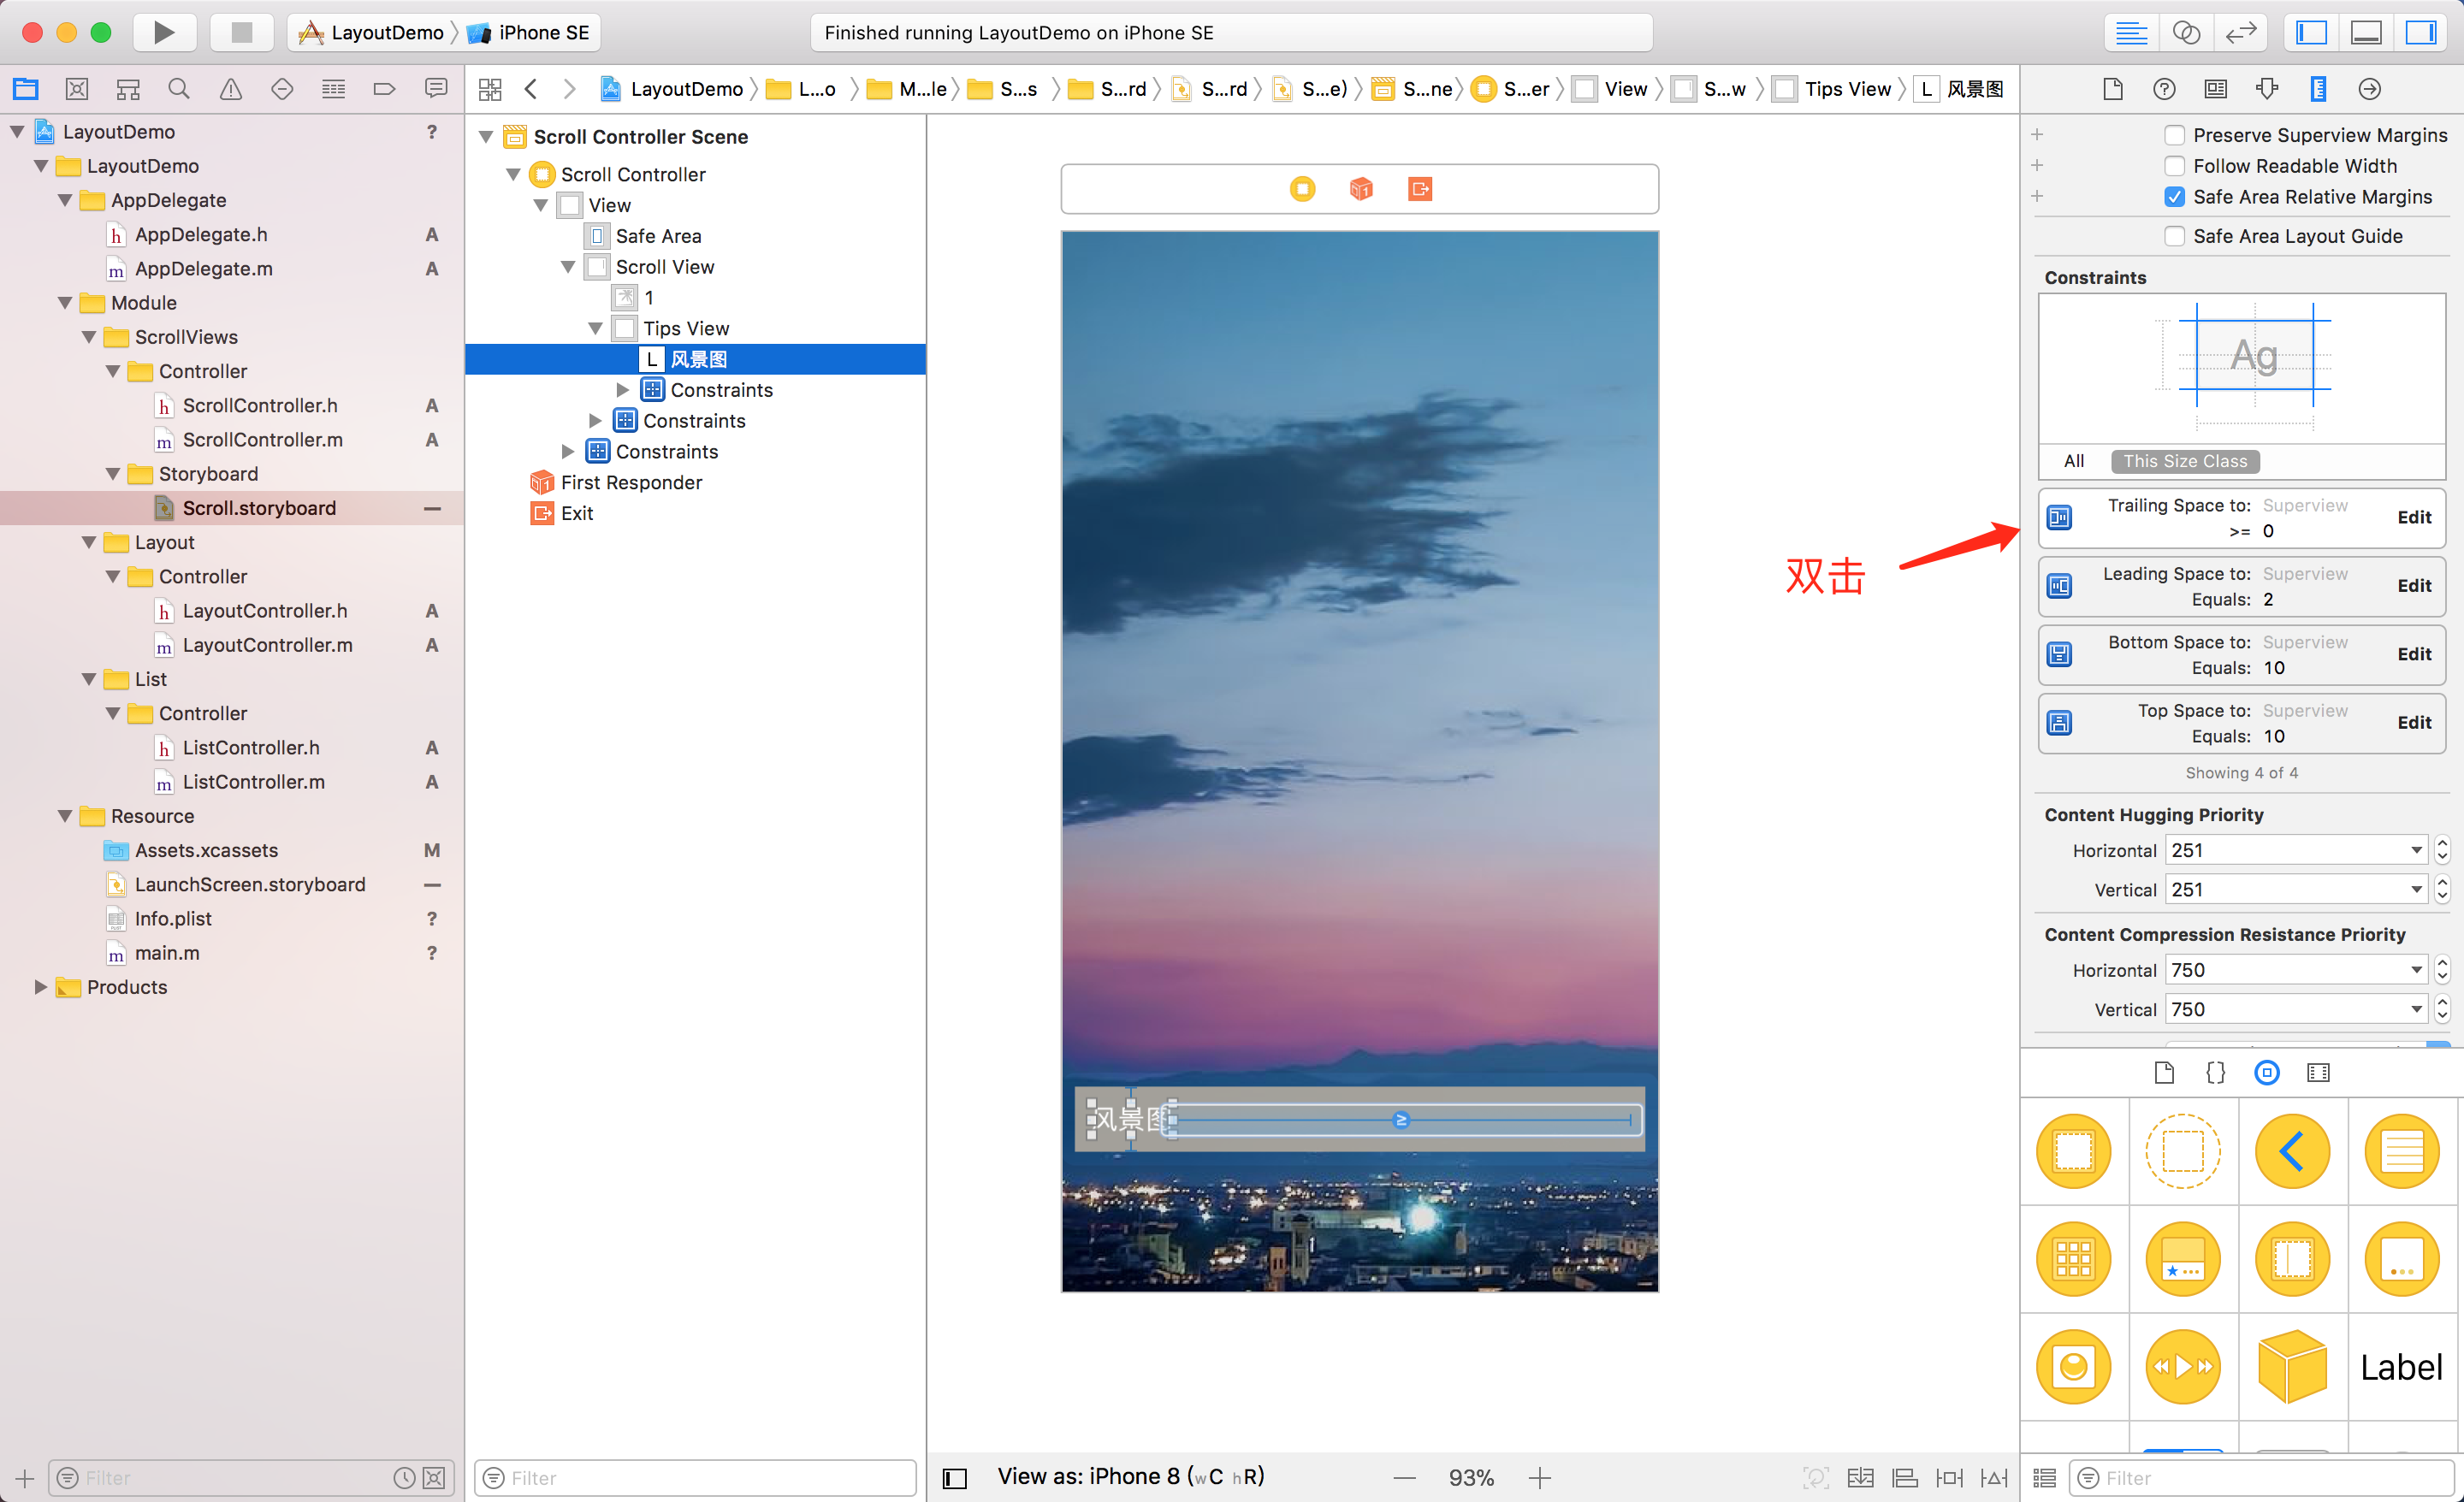 LayoutDemo 〉 iPhone SE
Finished running LayoutDemo on iPhone SE
LayoutDemo 〉 L...o 〉 M...le 〉 S...s 〉 S...rd 〉 S...rd 〉 S...e) 〉 S...ne 〉 S...er 〉 View 〉 S...w 〉 Tips View 〉 L 风景图
LayoutDemo ?
LayoutDemo
AppDelegate
h AppDelegate.h A
m AppDelegate.m A
Module
ScrollViews
Controller
h ScrollController.h A
m ScrollController.m A
Storyboard
Scroll.storyboard —
Layout
Controller
h LayoutController.h A
m LayoutController.m A
List
Controller
h ListController.h A
m ListController.m A
Resource
Assets.xcassets M
LaunchScreen.storyboard —
Info.plist ?
m main.m ?
Products
Filter
Scroll Controller Scene
Scroll Controller
View
Safe Area
Scroll View
1
Tips View
L 风景图
Constraints
Constraints
Constraints
First Responder
Exit
Filter
风景图
双击
View as: iPhone 8 (wC hR)
— 93% +
Preserve Superview Margins
Follow Readable Width
Safe Area Relative Margins
Safe Area Layout Guide
Constraints
Ag
All This Size Class
Trailing Space to: Superview
>= 0
Edit
Leading Space to: Superview
Equals: 2
Edit
Bottom Space to: Superview
Equals: 10
Edit
Top Space to: Superview
Equals: 10
Edit
Showing 4 of 4
Content Hugging Priority
Horizontal 251
Vertical 251
Content Compression Resistance Priority
Horizontal 750
Vertical 750
Label
Filter